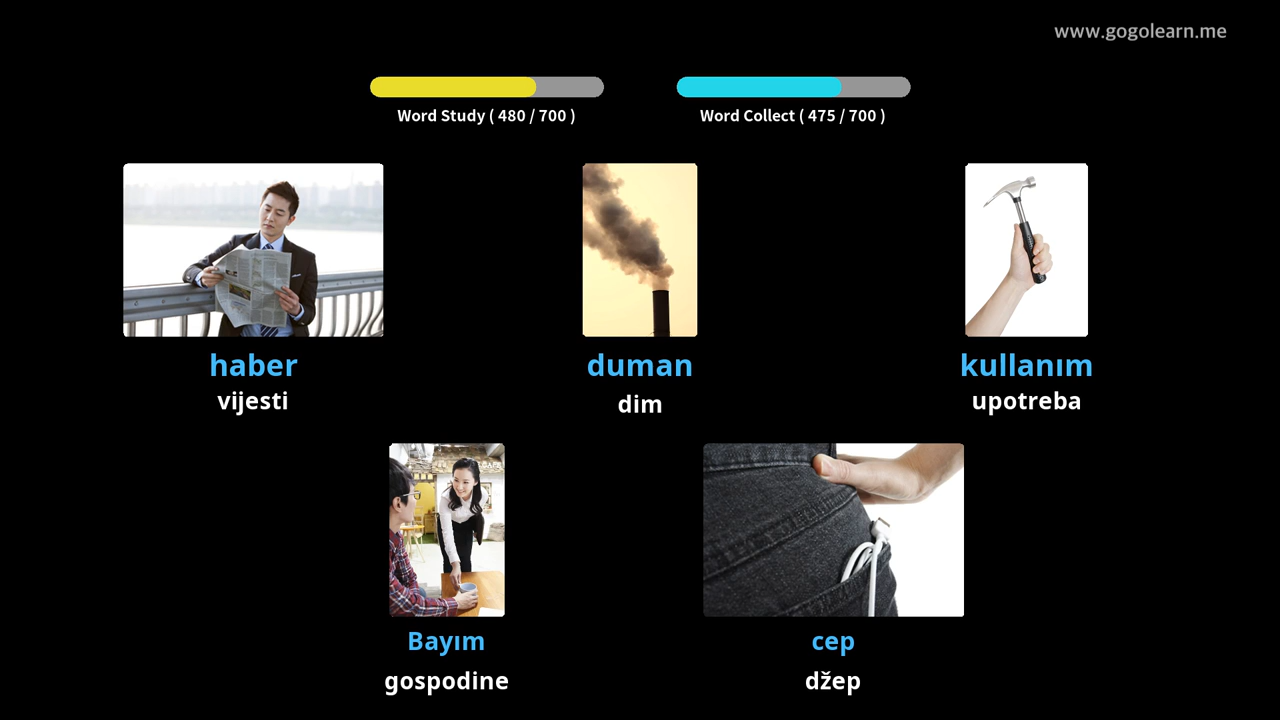 www.gogolearn.me
Word Study ( 480 / 700 )
Word Collect ( 475 / 700 )
haber
vijesti
duman
dim
kullanım
upotreba
Bayım
gospodine
cep
džep